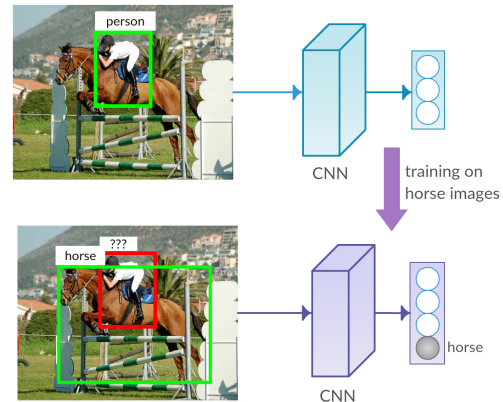 person
CNN
training on
horse images
???
horse
horse
CNN